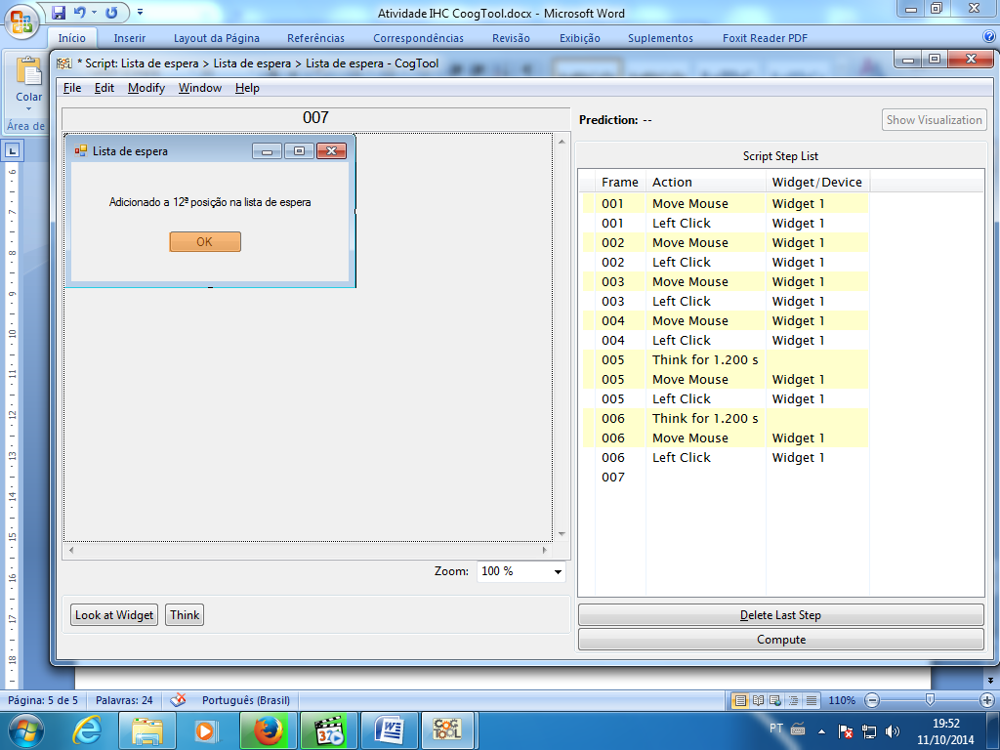 Atividade IHC CoogTool.docx - Microsoft Word
Início Inserir Layout da Página Referências Correspondências Revisão Exibição Suplementos Foxit Reader PDF
Colar
Área de
* Script: Lista de espera > Lista de espera > Lista de espera - CogTool
File Edit Modify Window Help
007
Lista de espera
Adicionado a 12ª posição na lista de espera
OK
Zoom: 100 %
Look at Widget Think
Prediction: -- Show Visualization
Script Step List
Frame Action Widget/Device
001 Move Mouse Widget 1
001 Left Click Widget 1
002 Move Mouse Widget 1
002 Left Click Widget 1
003 Move Mouse Widget 1
003 Left Click Widget 1
004 Move Mouse Widget 1
004 Left Click Widget 1
005 Think for 1.200 s
005 Move Mouse Widget 1
005 Left Click Widget 1
006 Think for 1.200 s
006 Move Mouse Widget 1
006 Left Click Widget 1
007
Delete Last Step
Compute
Página: 5 de 5 Palavras: 24 Português (Brasil) 110%
PT 19:52
11/10/2014